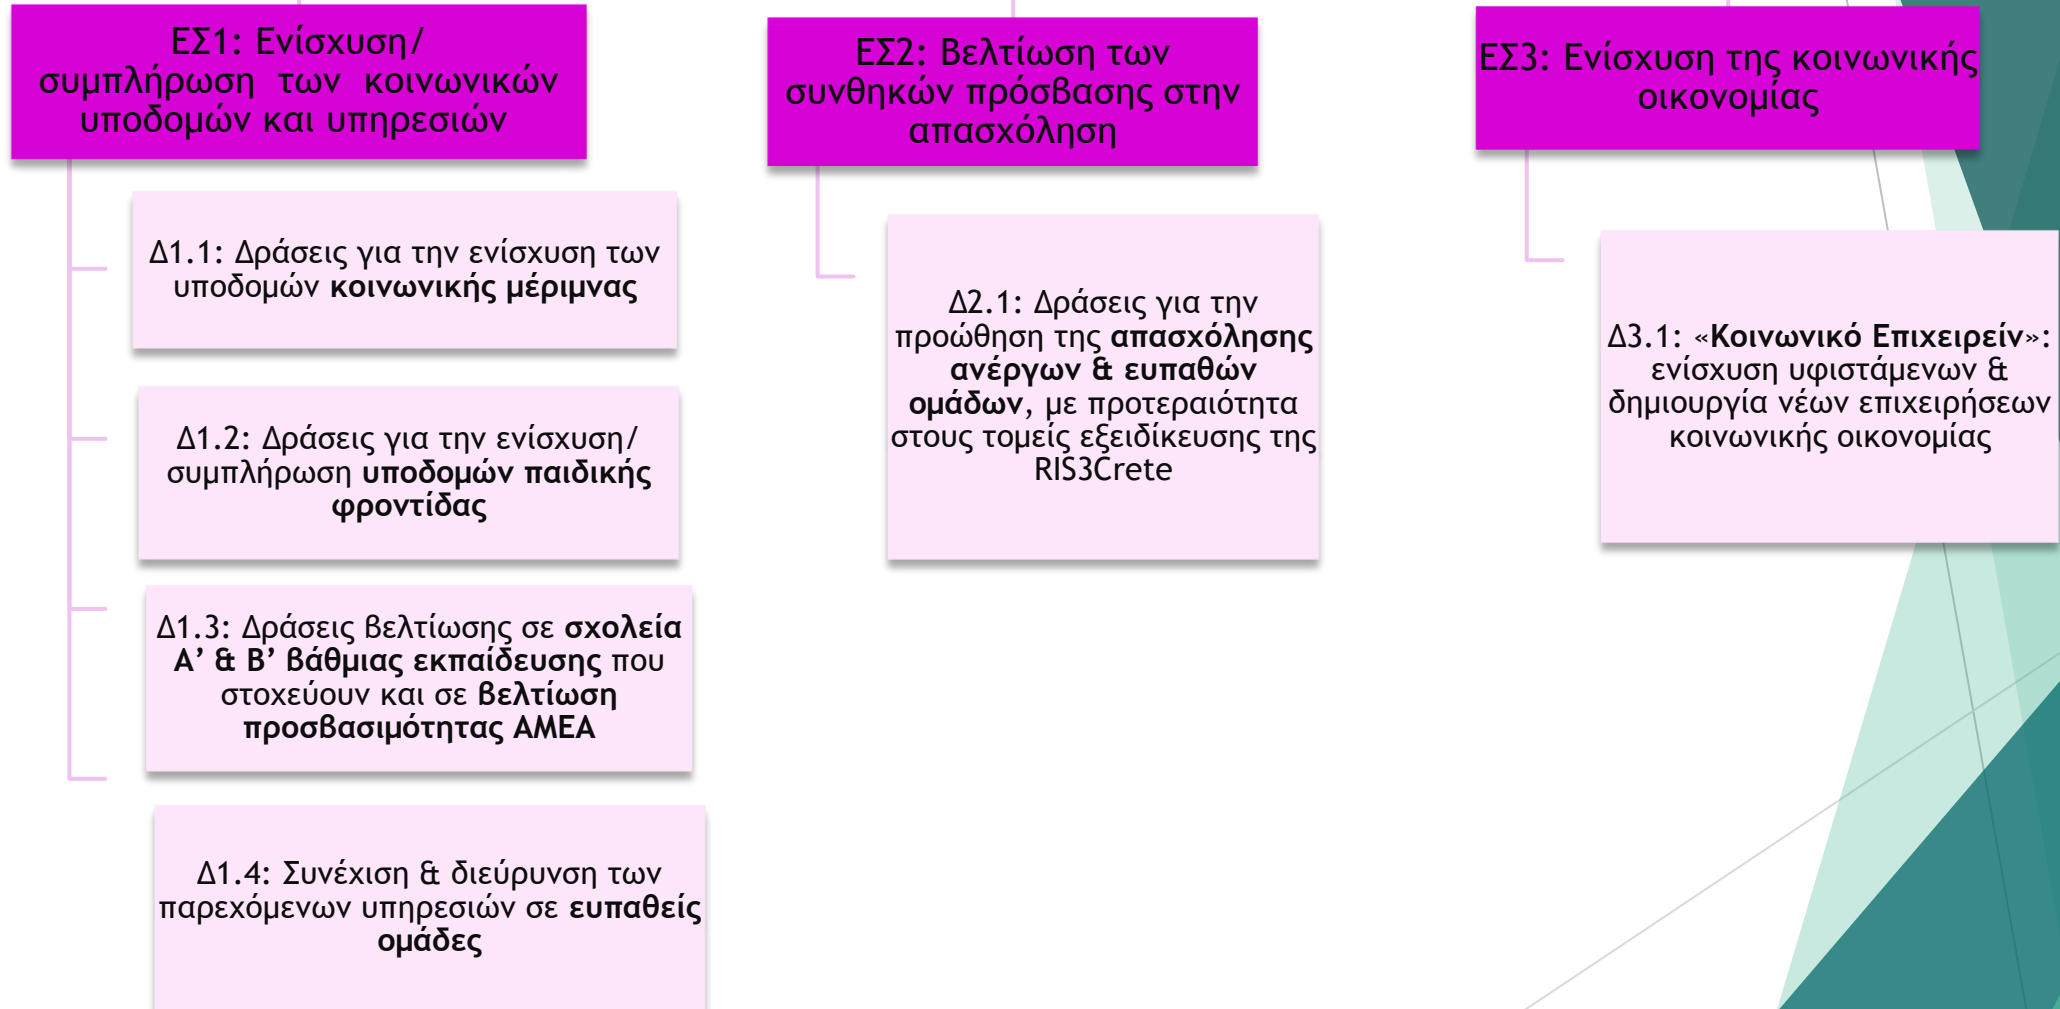 ΕΣ1: Ενίσχυση/
συμπλήρωση των κοινωνικών
υποδομών και υπηρεσιών
Δ1.1: Δράσεις για την ενίσχυση των
υποδομών κοινωνικής μέριμνας
Δ1.2: Δράσεις για την ενίσχυση/
συμπλήρωση υποδομών παιδικής
φροντίδας
Δ1.3: Δράσεις βελτίωσης σε σχολεία
Α’ & Β’ βάθμιας εκπαίδευσης που
στοχεύουν και σε βελτίωση
προσβασιμότητας ΑΜΕΑ
Δ1.4: Συνέχιση & διεύρυνση των
παρεχόμενων υπηρεσιών σε ευπαθείς
ομάδες
ΕΣ2: Βελτίωση των
συνθηκών πρόσβασης στην
απασχόληση
Δ2.1: Δράσεις για την
προώθηση της απασχόλησης
ανέργων & ευπαθών
ομάδων, με προτεραιότητα
στους τομείς εξειδίκευσης της
RIS3Crete
ΕΣ3: Ενίσχυση της κοινωνικής
οικονομίας
Δ3.1: «Κοινωνικό Επιχειρείν»:
ενίσχυση υφιστάμενων &
δημιουργία νέων επιχειρήσεων
κοινωνικής οικονομίας